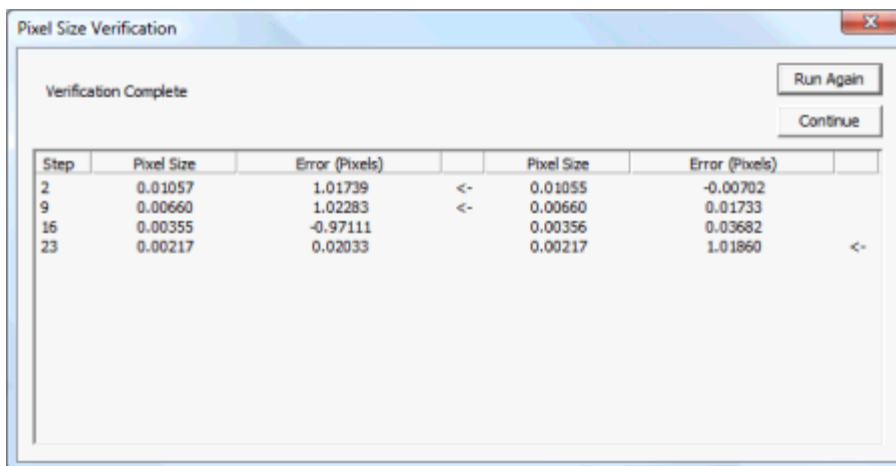 Pixel Size Verification
Run Again
Verification Complete
Continue
Step Pixel Size Error (Pixels) Pixel Size Error (Pixels)
2 0.01057 1.01739 <- 0.01055 -0.00702
9 0.00660 1.02283 <- 0.00660 0.01733
16 0.00355 -0.97111 0.00356 0.03682
23 0.00217 0.02033 0.00217 1.01860 <-